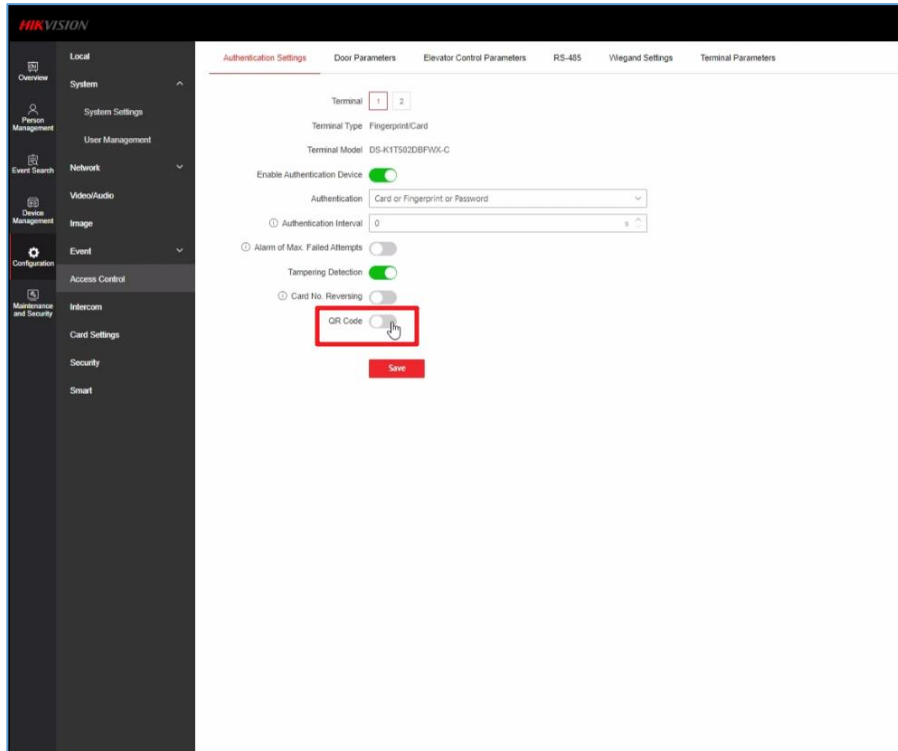 HIKVISION
Overview
Person
Management
Event Search
Device
Management
Configuration
Maintenance
and Security
Local
System
System Settings
User Management
Network
Video/Audio
Image
Event
Access Control
Intercom
Card Settings
Security
Smart
Authentication Settings Door Parameters Elevator Control Parameters RS-485 Wiegand Settings Terminal Parameters
Terminal 1 2
Terminal Type Fingerprint/Card
Terminal Model DS-K1T502DBFWX-C
Enable Authentication Device
Authentication Card or Fingerprint or Password
Authentication Interval 0 s
Alarm of Max. Failed Attempts
Tampering Detection
Card No. Reversing
QR Code
Save